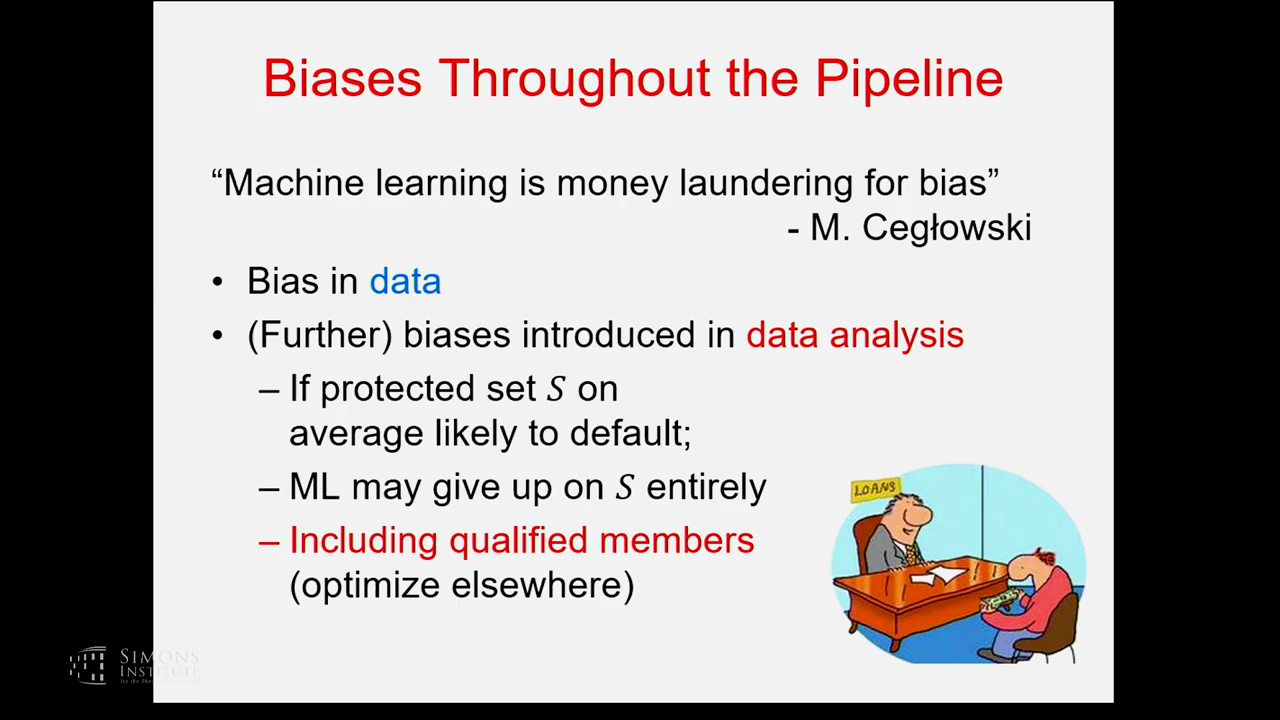 Biases Throughout the Pipeline
“Machine learning is money laundering for bias”
- M. Cegłowski
• Bias in data
• (Further) biases introduced in data analysis
– If protected set S on
average likely to default;
– ML may give up on S entirely
– Including qualified members
(optimize elsewhere)
LOANS
SIMONS
INSTITUTE